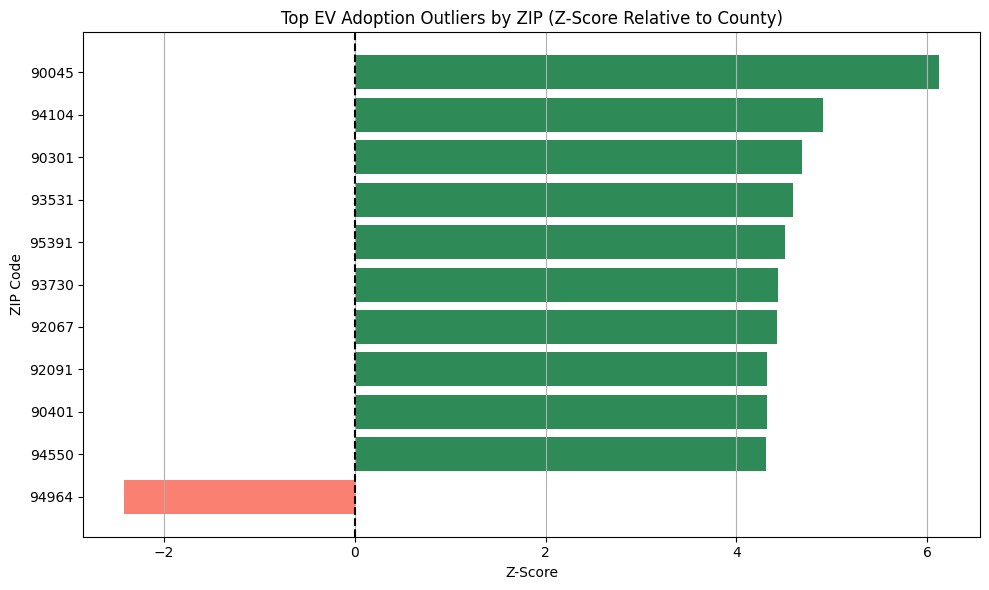 Top EV Adoption Outliers by ZIP (Z-Score Relative to County)
ZIP Code
90045
94104
90301
93531
95391
93730
92067
92091
90401
94550
94964
−2 0 2 4 6
Z-Score